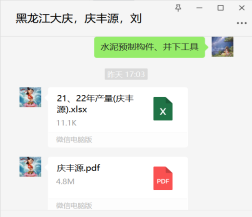 黑龙江大庆，庆丰源，刘
水泥预制构件、井下工具
昨天 17:03
21、22年产量(庆丰
源).xlsx
11.1K
X
微信电脑版
庆丰源.pdf
4.8M
PDF
微信电脑版